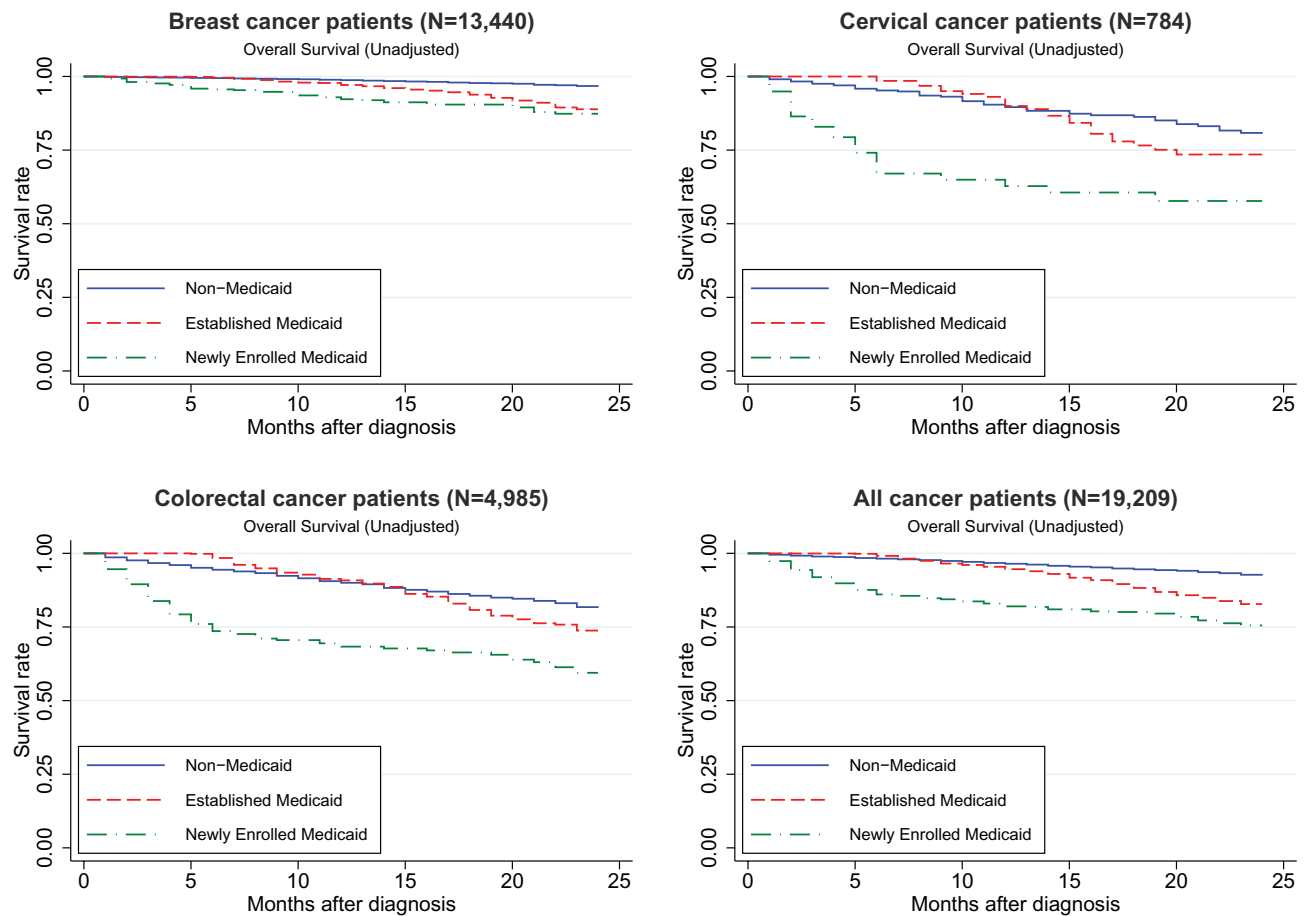 Breast cancer patients (N=13,440)
Overall Survival (Unadjusted)
Survival rate
1.00
0.75
0.50
0.25
0.00
Non−Medicaid
Established Medicaid
Newly Enrolled Medicaid
0 5 10 15 20 25
Months after diagnosis
Cervical cancer patients (N=784)
Overall Survival (Unadjusted)
Survival rate
1.00
0.75
0.50
0.25
0.00
Non−Medicaid
Established Medicaid
Newly Enrolled Medicaid
0 5 10 15 20 25
Months after diagnosis
Colorectal cancer patients (N=4,985)
Overall Survival (Unadjusted)
Survival rate
1.00
0.75
0.50
0.25
0.00
Non−Medicaid
Established Medicaid
Newly Enrolled Medicaid
0 5 10 15 20 25
Months after diagnosis
All cancer patients (N=19,209)
Overall Survival (Unadjusted)
Survival rate
1.00
0.75
0.50
0.25
0.00
Non−Medicaid
Established Medicaid
Newly Enrolled Medicaid
0 5 10 15 20 25
Months after diagnosis